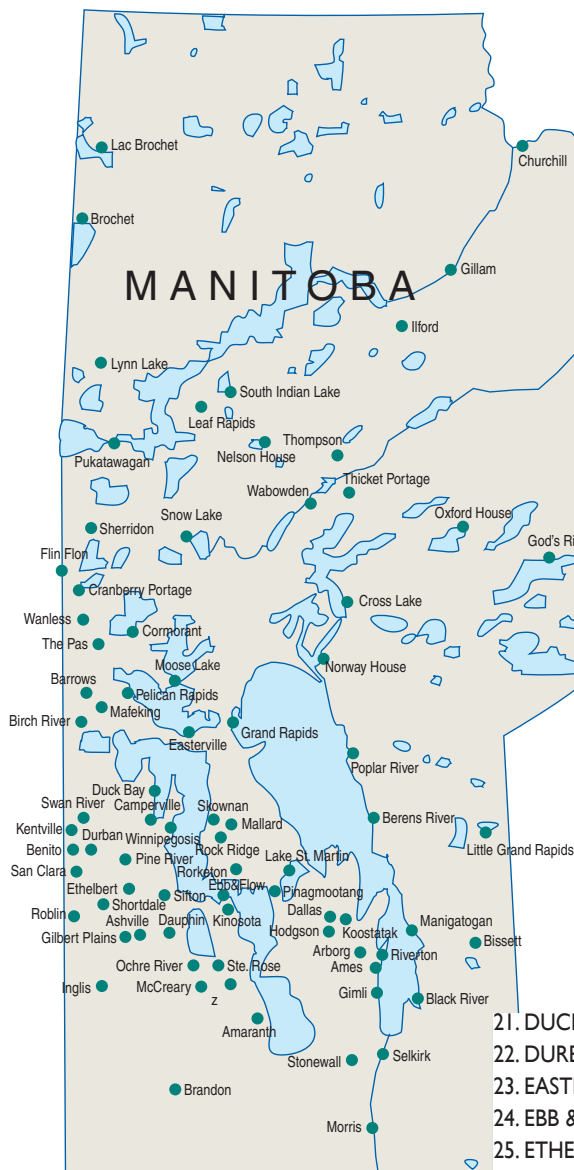 Lac Brochet
Churchill
Brochet
Gillam
MANITOBA
Ilford
Lynn Lake
South Indian Lake
Leaf Rapids
Nelson House
Thompson
Pukatawagan
Thicket Portage
Wabowden
Oxford House
Snow Lake
Sherridon
God's Ri
Flin Flon
Cranberry Portage
Cross Lake
Wanless
Cormorant
The Pas
Norway House
Moose Lake
Barrows
Pelican Rapids
Mafeking
Birch River
Grand Rapids
Easterville
Poplar River
Duck Bay
Swan River
Camperville
Skownan
Berens River
Mallard
Kentville
Durban
Winnipegosis
Little Grand Rapids
Benito
Rock Ridge
Pine River
Lake St. Martin
San Clara
Rorketon
Ethelbert
Ebb&Flow
Pinagmootang
Sifton
Shortdale
Dallas
Kinosota
Roblin
Ashville
Dauphin
Manigatogan
Hodgson
Koostatak
Gilbert Plains
Bissett
Arborg
Riverton
Ochre River
Ste. Rose
Ames
Inglis
McCreary
Gimli
Black River
z
Amaranth
21. DUCI
22. DURE
Stonewall
Selkirk
23. EASTI
Brandon
24. EBB &
Morris
25. ETHE